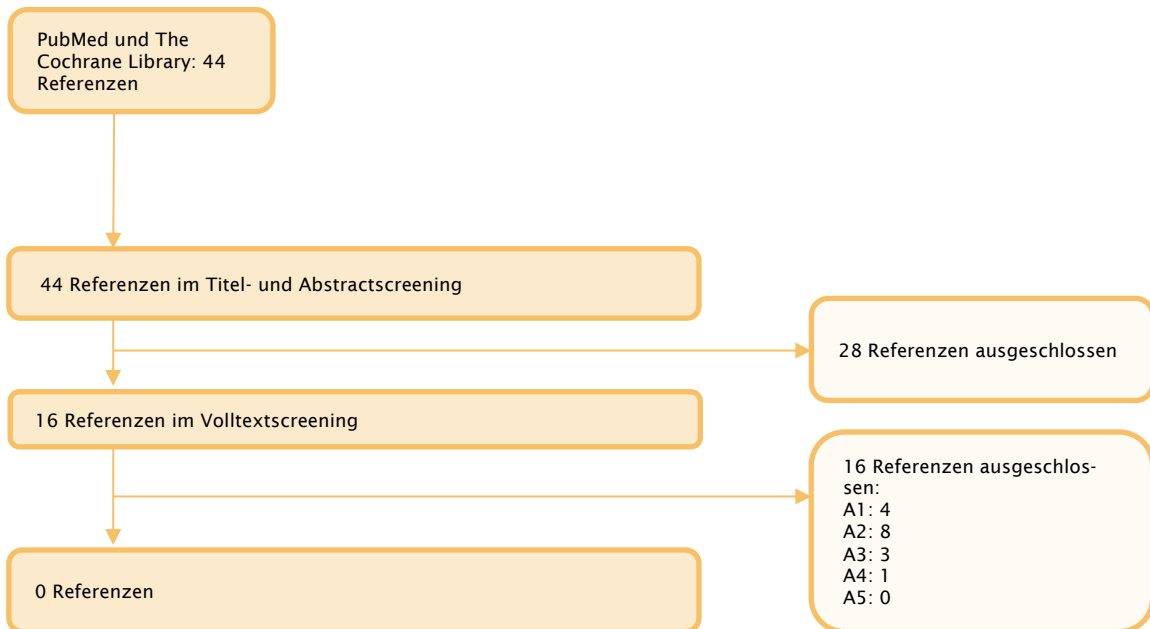 PubMed und The
Cochrane Library: 44
Referenzen
44 Referenzen im Titel- und Abstractscreening
28 Referenzen ausgeschlossen
16 Referenzen im Volltextscreening
16 Referenzen ausgeschlos-
sen:
A1: 4
A2: 8
A3: 3
A4: 1
A5: 0
0 Referenzen